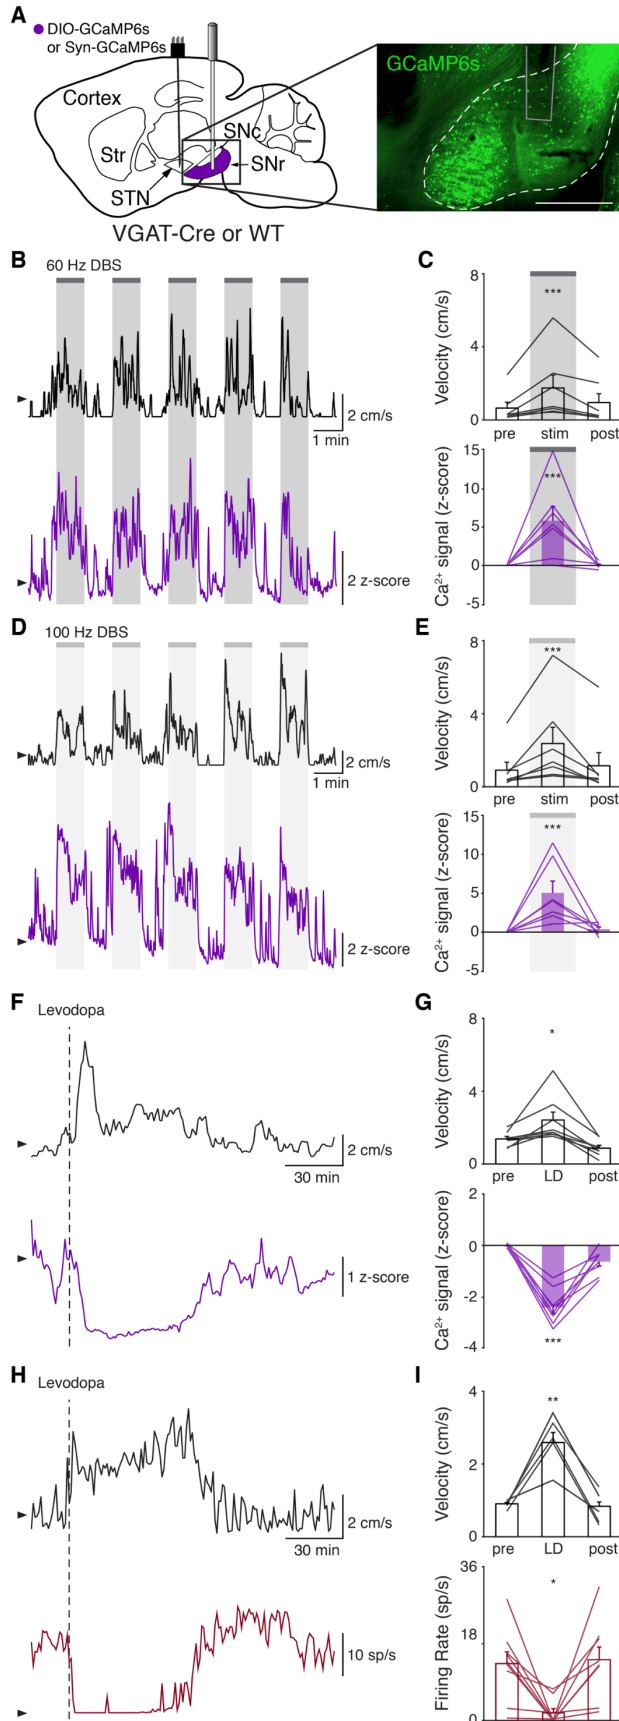 A
DIO-GCaMP6s
or Syn-GCaMP6s
Cortex
Str
STN
SNc
SNr
VGAT-Cre or WT
GCaMP6s
B
60 Hz DBS
2 cm/s
1 min
2 z-score
C
Velocity (cm/s)
8
4
0
***
pre stim post
Ca²⁺ signal (z-score)
15
10
5
0
-5
***
D
100 Hz DBS
2 cm/s
1 min
2 z-score
E
Velocity (cm/s)
8
4
0
***
pre stim post
Ca²⁺ signal (z-score)
15
10
5
0
-5
***
F
Levodopa
2 cm/s
30 min
1 z-score
G
Velocity (cm/s)
8
4
0
*
pre LD post
Ca²⁺ signal (z-score)
2
0
-2
-4
***
H
Levodopa
2 cm/s
30 min
10 sp/s
I
Velocity (cm/s)
4
2
0
**
pre LD post
Firing Rate (sp/s)
36
18
0
*